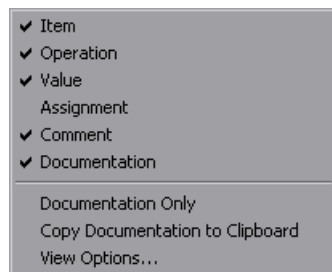 Item
Operation
Value
Assignment
Comment
Documentation
Documentation Only
Copy Documentation to Clipboard
View Options...